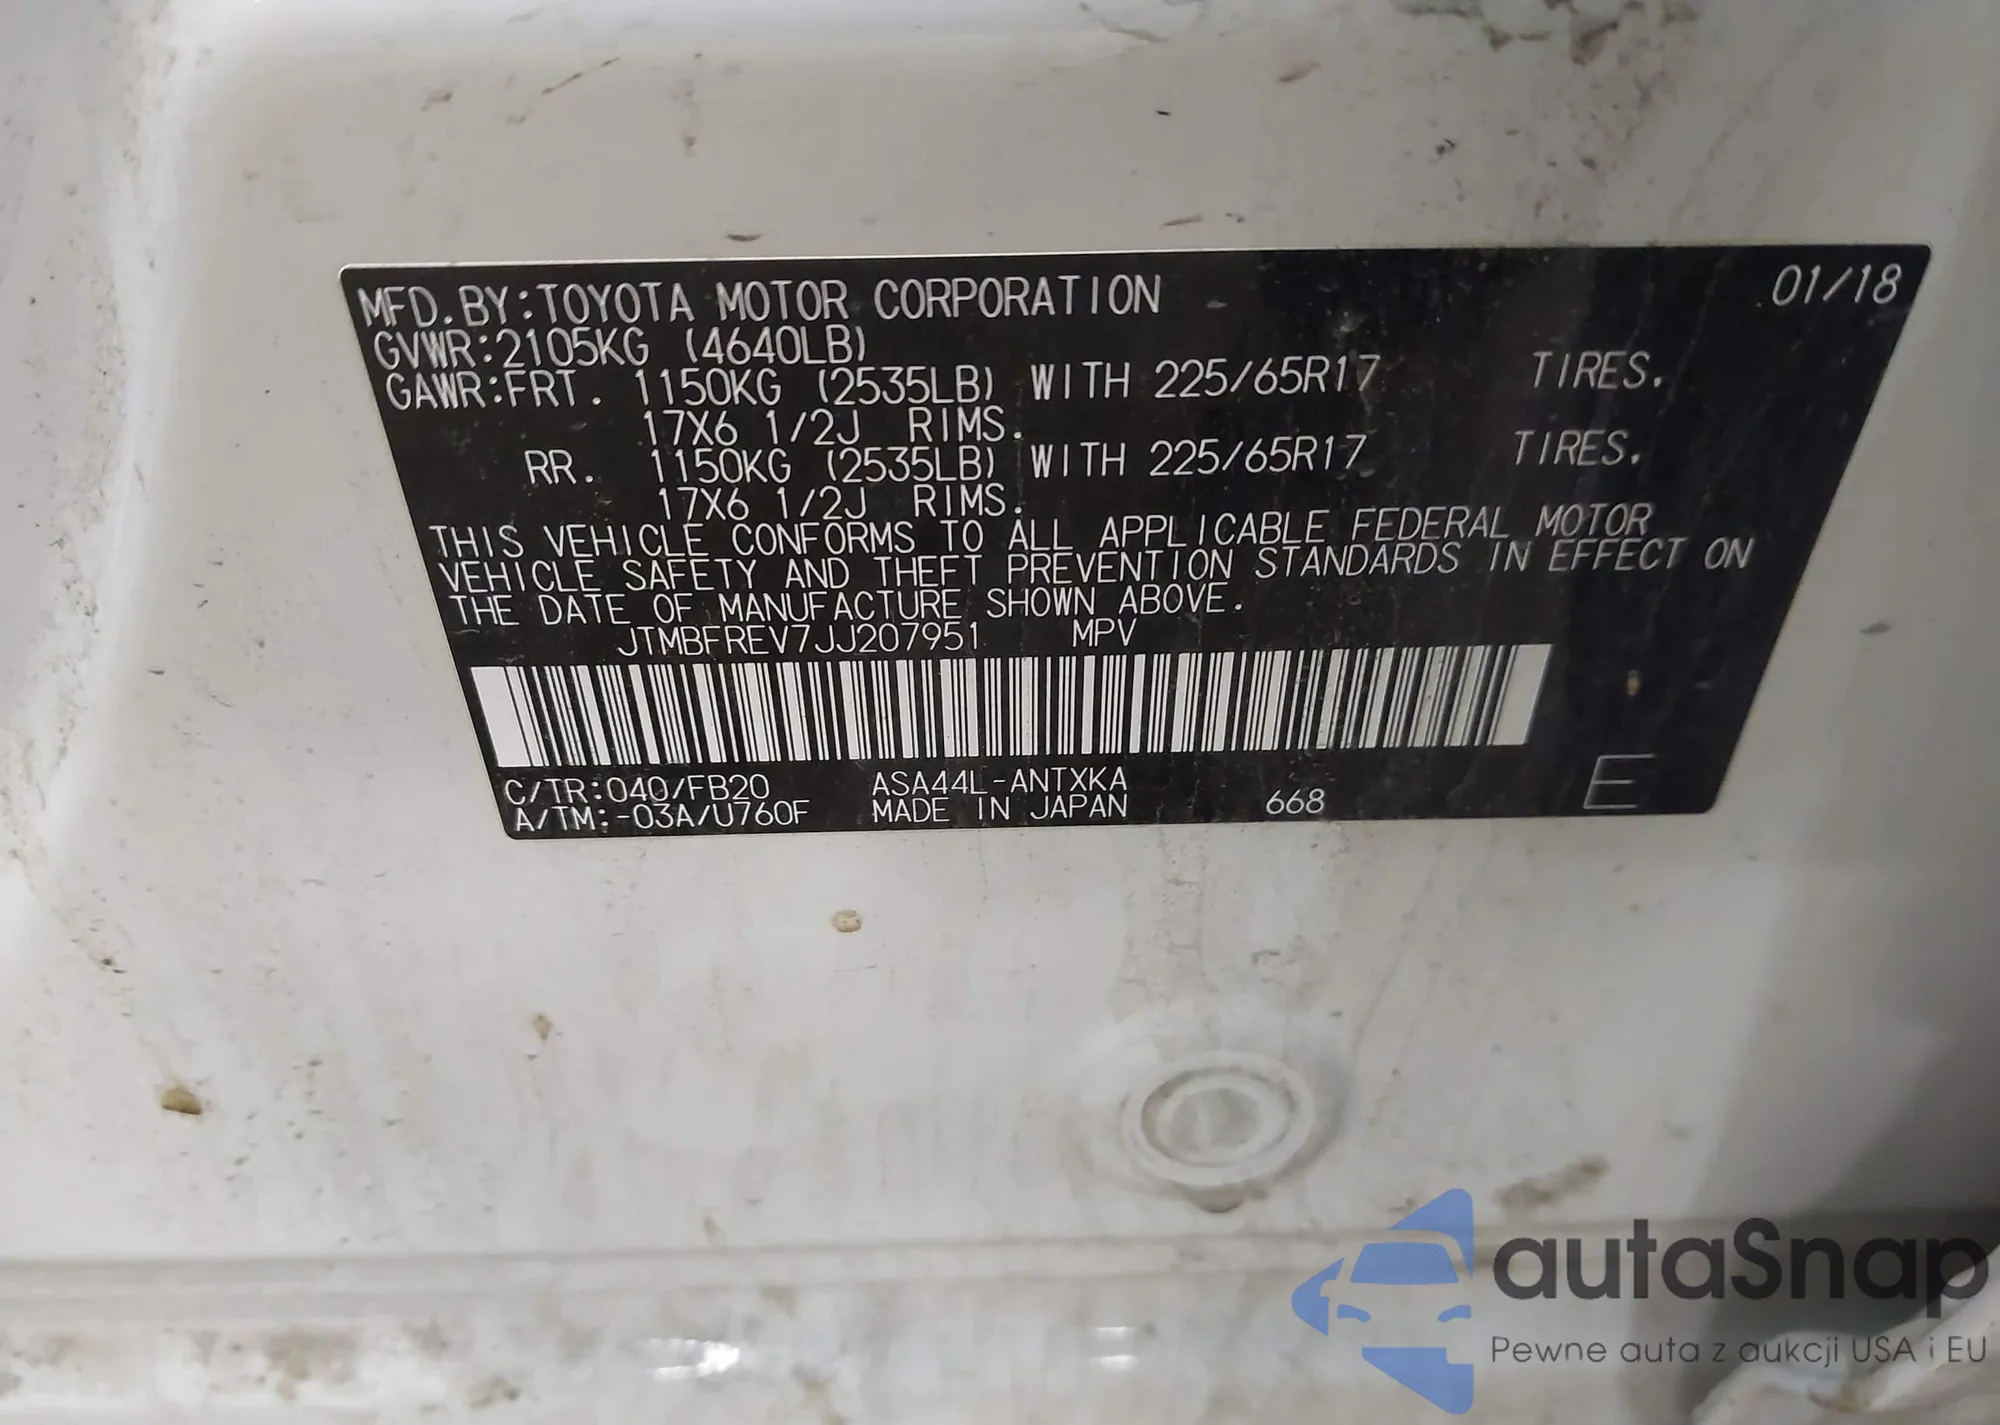 MFD. BY: TOYOTA MOTOR CORPORATION 01/18
GVWR: 2105KG (4640LB)
GAWR: FRT. 1150KG (2535LB) WITH 225/65R17 TIRES.
17X6 1/2J RIMS.
RR. 1150KG (2535LB) WITH 225/65R17 TIRES.
17X6 1/2J RIMS.
THIS VEHICLE CONFORMS TO ALL APPLICABLE FEDERAL MOTOR
VEHICLE SAFETY AND THEFT PREVENTION STANDARDS IN EFFECT ON
THE DATE OF MANUFACTURE SHOWN ABOVE.
JTMBFREV7JJ207951 MPV
C/TR: 040/FB20 ASA44L-ANTXKA
A/TM: -03A/U760F MADE IN JAPAN 668 E
autaSnap
Pewne auta z aukcji USA i EU